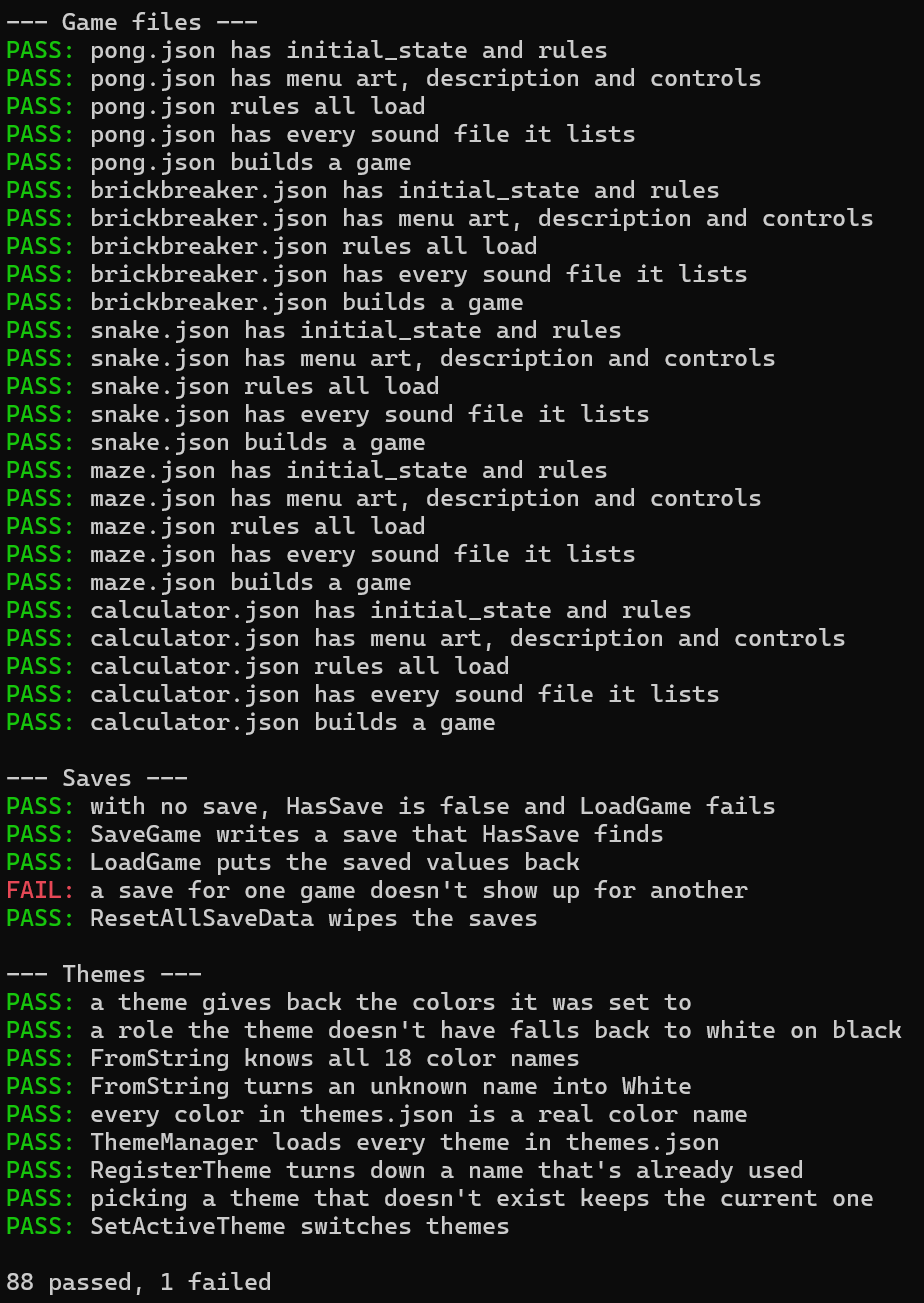 --- Game files ---
PASS: pong.json has initial_state and rules
PASS: pong.json has menu art, description and controls
PASS: pong.json rules all load
PASS: pong.json has every sound file it lists
PASS: pong.json builds a game
PASS: brickbreaker.json has initial_state and rules
PASS: brickbreaker.json has menu art, description and controls
PASS: brickbreaker.json rules all load
PASS: brickbreaker.json has every sound file it lists
PASS: brickbreaker.json builds a game
PASS: snake.json has initial_state and rules
PASS: snake.json has menu art, description and controls
PASS: snake.json rules all load
PASS: snake.json has every sound file it lists
PASS: snake.json builds a game
PASS: maze.json has initial_state and rules
PASS: maze.json has menu art, description and controls
PASS: maze.json rules all load
PASS: maze.json has every sound file it lists
PASS: maze.json builds a game
PASS: calculator.json has initial_state and rules
PASS: calculator.json has menu art, description and controls
PASS: calculator.json rules all load
PASS: calculator.json has every sound file it lists
PASS: calculator.json builds a game

--- Saves ---
PASS: with no save, HasSave is false and LoadGame fails
PASS: SaveGame writes a save that HasSave finds
PASS: LoadGame puts the saved values back
FAIL: a save for one game doesn't show up for another
PASS: ResetAllSaveData wipes the saves

--- Themes ---
PASS: a theme gives back the colors it was set to
PASS: a role the theme doesn't have falls back to white on black
PASS: FromString knows all 18 color names
PASS: FromString turns an unknown name into White
PASS: every color in themes.json is a real color name
PASS: ThemeManager loads every theme in themes.json
PASS: RegisterTheme turns down a name that's already used
PASS: picking a theme that doesn't exist keeps the current one
PASS: SetActiveTheme switches themes

88 passed, 1 failed